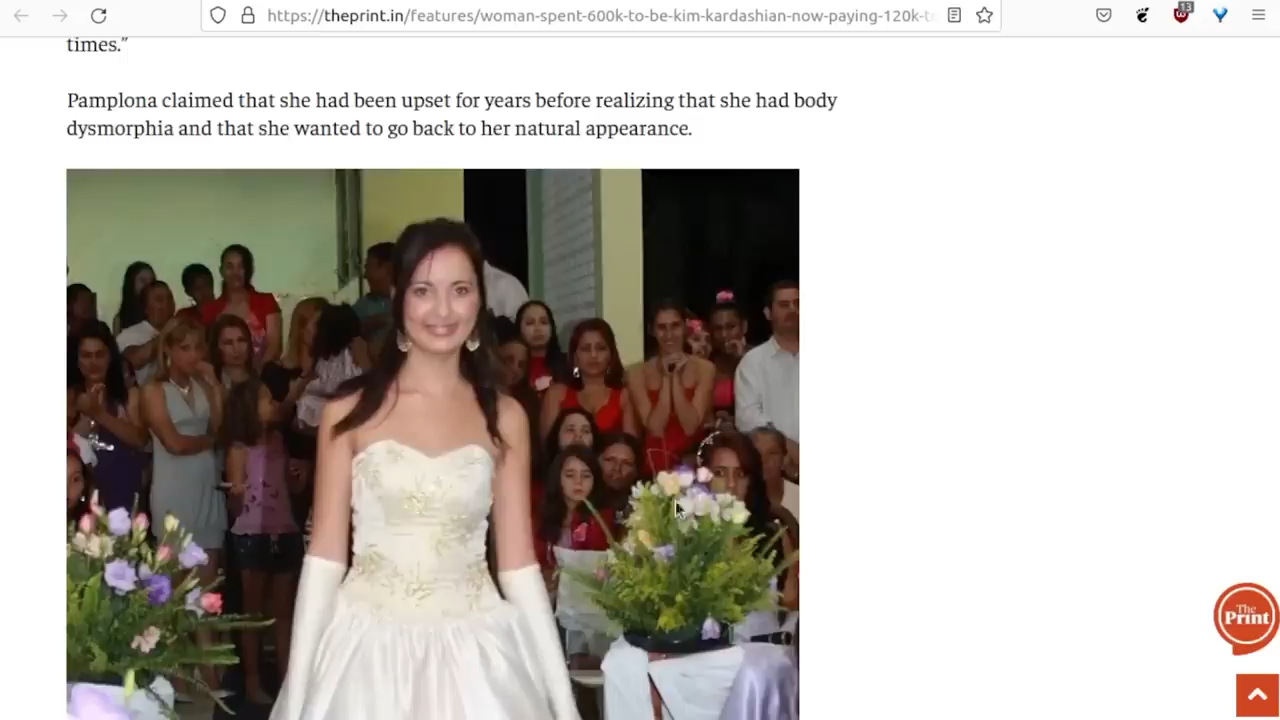 https://theprint.in/features/woman-spent-600k-to-be-kim-kardashian-now-paying-120k-t
13
times.”
Pamplona claimed that she had been upset for years before realizing that she had body
dysmorphia and that she wanted to go back to her natural appearance.
The
Print